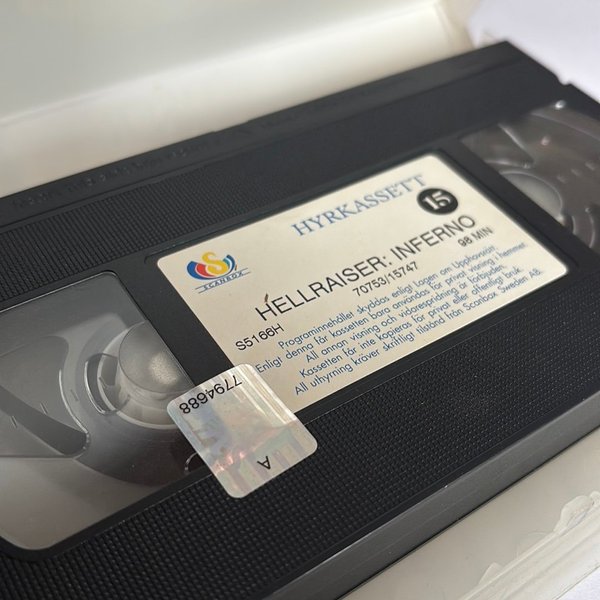 HYRKASSETT
15
S
SCANBOX
HELLRAISER: INFERNO
S5166H
70753/15747
98 MIN
Programinnehållet skyddas enligt Lagen om Upphovsrätt.
Enligt denna får kassetten bara användas för privat visning i hemmet.
All annan visning och vidarespridning är förbjuden.
Kassetten får inte kopieras för privat eller offentligt bruk.
All uthyrning kräver skriftligt tillstånd från Scanbox Sweden AB.
7794688
A